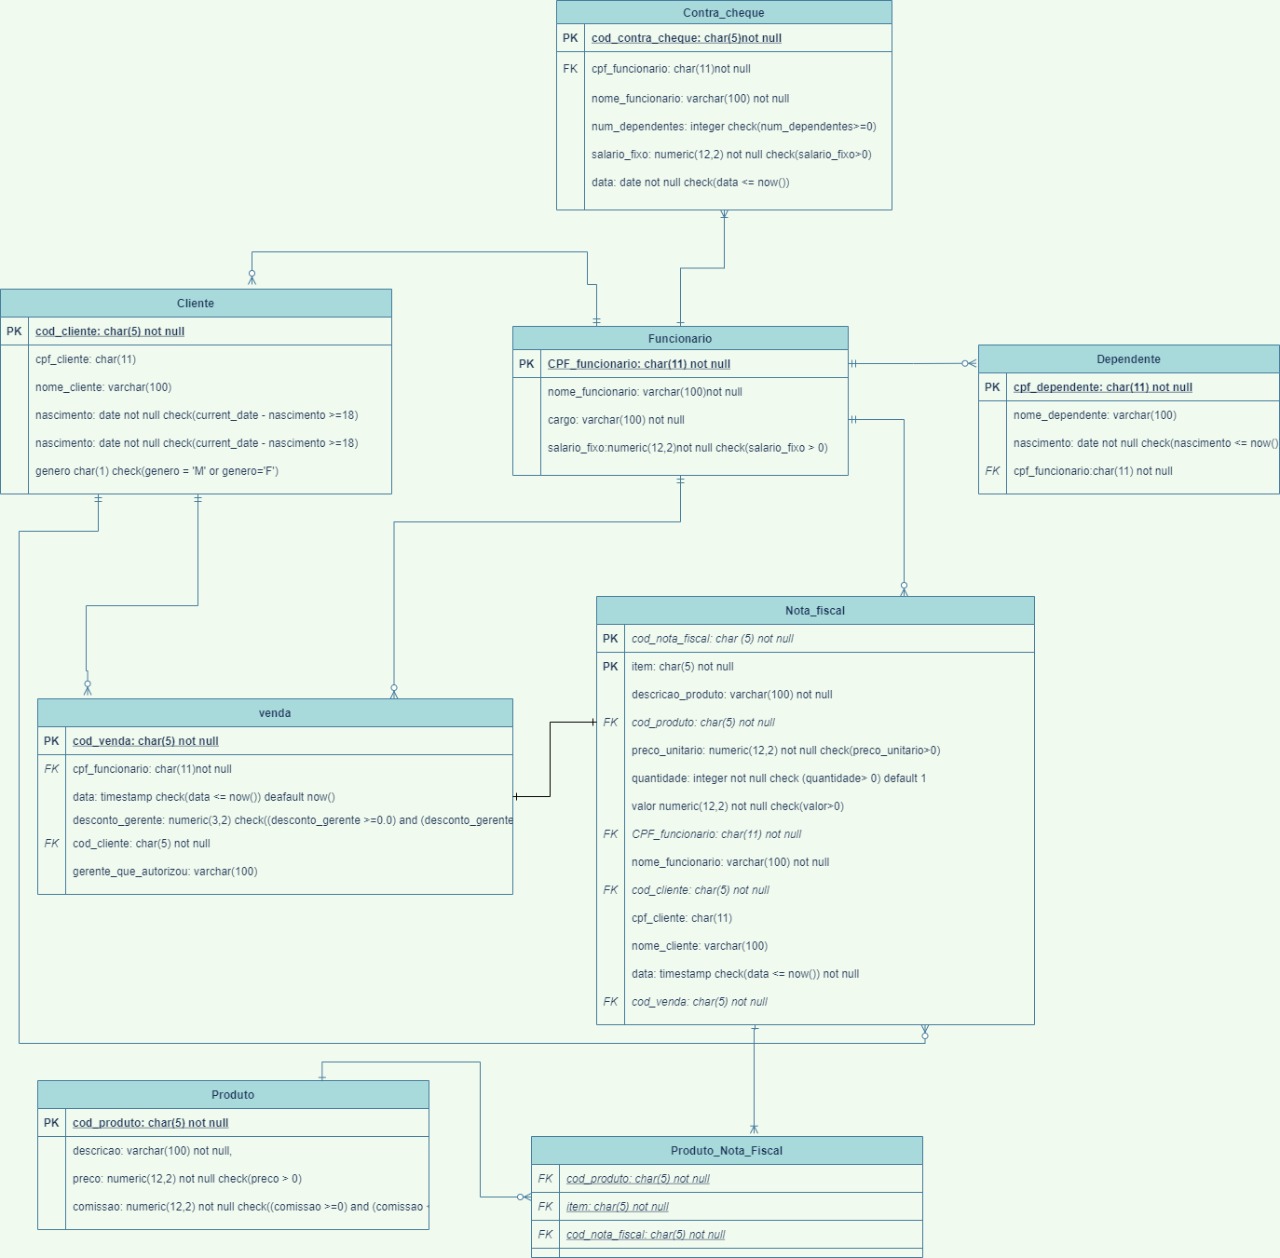 Contra_cheque
PK cod_contra_cheque: char(5)not null
FK cpf_funcionario: char(11)not null
nome_funcionario: varchar(100) not null
num_dependentes: integer check(num_dependentes>=0)
salario_fixo: numeric(12,2) not null check(salario_fixo>0)
data: date not null check(data <= now())
Cliente
PK cod_cliente: char(5) not null
cpf_cliente: char(11)
nome_cliente: varchar(100)
nascimento: date not null check(current_date - nascimento >=18)
nascimento: date not null check(current_date - nascimento >=18)
genero char(1) check(genero = 'M' or genero='F')
Funcionario
PK CPF_funcionario: char(11) not null
nome_funcionario: varchar(100)not null
cargo: varchar(100) not null
salario_fixo:numeric(12,2)not null check(salario_fixo > 0)
Dependente
PK cpf_dependente: char(11) not null
nome_dependente: varchar(100)
nascimento: date not null check(nascimento <= now()
FK cpf_funcionario:char(11) not null
venda
PK cod_venda: char(5) not null
FK cpf_funcionario: char(11)not null
data: timestamp check(data <= now()) deafault now()
desconto_gerente: numeric(3,2) check((desconto_gerente >=0.0) and (desconto_gerente
FK cod_cliente: char(5) not null
gerente_que_autorizou: varchar(100)
Nota_fiscal
PK cod_nota_fiscal: char (5) not null
PK item: char(5) not null
descricao_produto: varchar(100) not null
FK cod_produto: char(5) not null
preco_unitario: numeric(12,2) not null check(preco_unitario>0)
quantidade: integer not null check (quantidade> 0) default 1
valor numeric(12,2) not null check(valor>0)
FK CPF_funcionario: char(11) not null
nome_funcionario: varchar(100) not null
FK cod_cliente: char(5) not null
cpf_cliente: char(11)
nome_cliente: varchar(100)
data: timestamp check(data <= now()) not null
FK cod_venda: char(5) not null
Produto
PK cod_produto: char(5) not null
descricao: varchar(100) not null,
preco: numeric(12,2) not null check(preco > 0)
comissao: numeric(12,2) not null check((comissao >=0) and (comissao
Produto_Nota_Fiscal
FK cod_produto: char(5) not null
FK item: char(5) not null
FK cod_nota_fiscal: char(5) not null